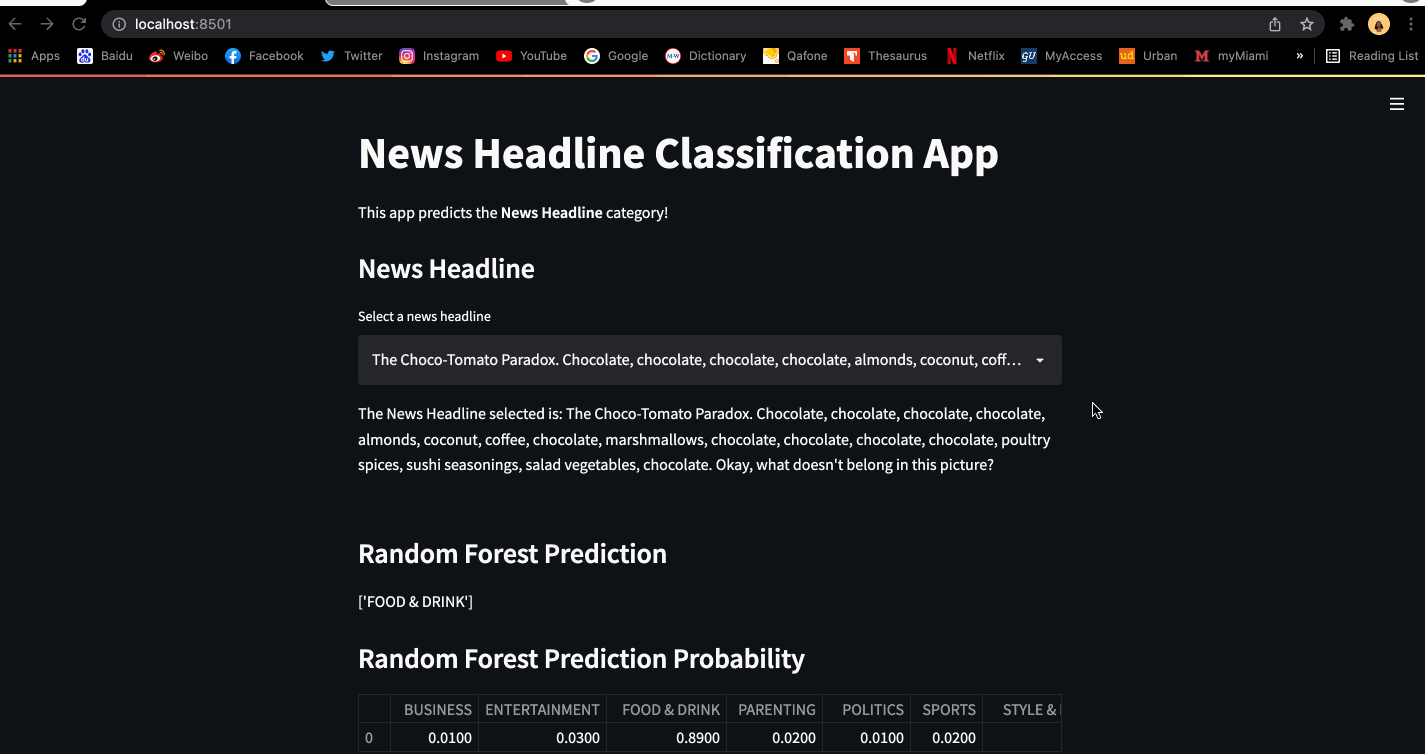 localhost:8501
Apps Baidu Weibo Facebook Twitter Instagram YouTube Google Dictionary Qafone Thesaurus Netflix GU MyAccess ud Urban M myMiami » Reading List
News Headline Classification App
This app predicts the News Headline category!
News Headline
Select a news headline
The Choco-Tomato Paradox. Chocolate, chocolate, chocolate, chocolate, almonds, coconut, coff...
The News Headline selected is: The Choco-Tomato Paradox. Chocolate, chocolate, chocolate, chocolate,
almonds, coconut, coffee, chocolate, marshmallows, chocolate, chocolate, chocolate, chocolate, poultry
spices, sushi seasonings, salad vegetables, chocolate. Okay, what doesn't belong in this picture?
Random Forest Prediction
['FOOD & DRINK']
Random Forest Prediction Probability
BUSINESS ENTERTAINMENT FOOD & DRINK PARENTING POLITICS SPORTS STYLE &
0 0.0100 0.0300 0.8900 0.0200 0.0100 0.0200